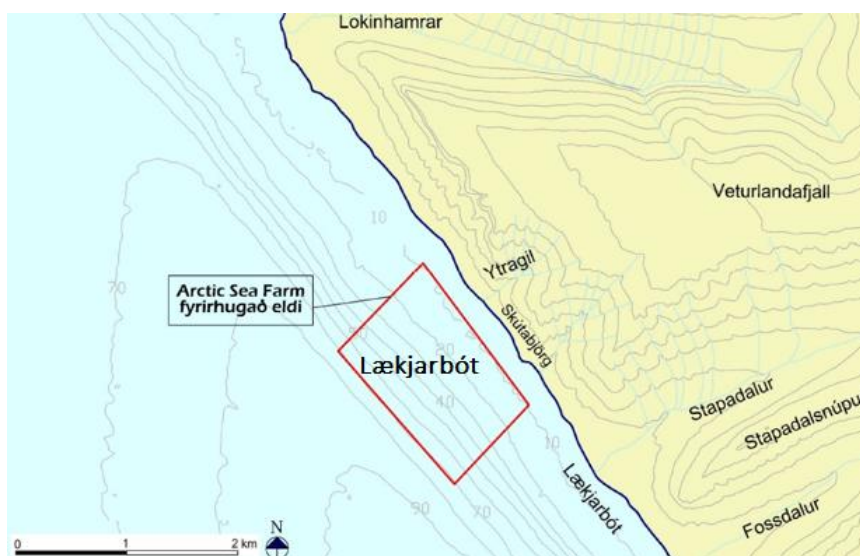 Lokinhamrar
Veturlandafjall
10
Ytragil
70
Arctic Sea Farm
fyrirhugað eldi
Skútabjörg
Lækjarbót
40
Stapadalur
Stapadalsnúpu
10
Lækjarbót
Fossdalur
90
70
0 1 2 km
N